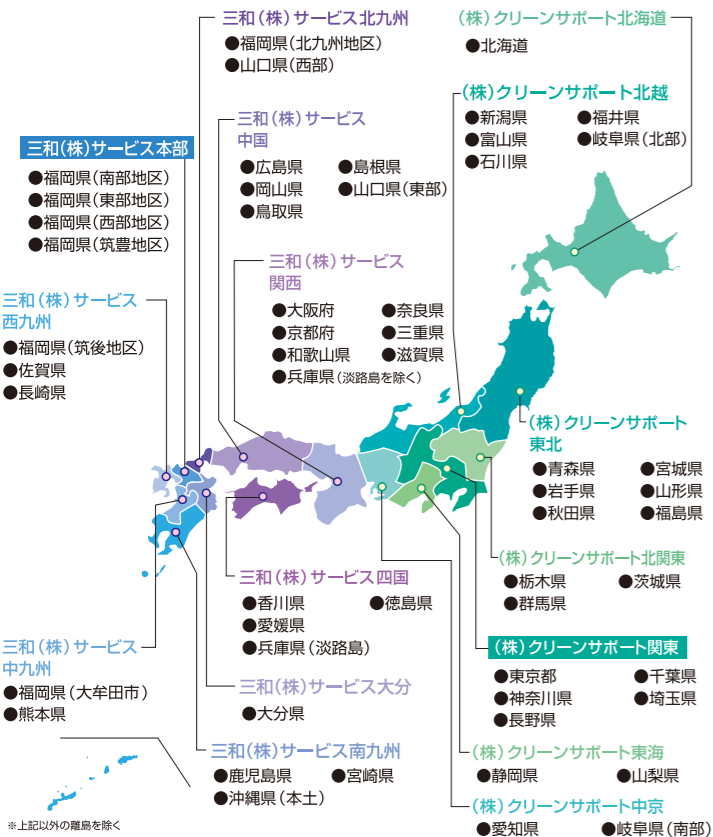 三和(株)サービス北九州
●福岡県(北九州地区)
●山口県(西部)
(株)クリーンサポート北海道
●北海道
(株)クリーンサポート北越
●新潟県 ●福井県
●富山県 ●岐阜県(北部)
●石川県
三和(株)サービス
中国
●広島県 ●島根県
●岡山県 ●山口県(東部)
●鳥取県
三和(株)サービス本部
●福岡県(南部地区)
●福岡県(東部地区)
●福岡県(西部地区)
●福岡県(筑豊地区)
三和(株)サービス
関西
●大阪府 ●奈良県
●京都府 ●三重県
●和歌山県 ●滋賀県
●兵庫県(淡路島を除く)
三和(株)サービス
西九州
●福岡県(筑後地区)
●佐賀県
●長崎県
(株)クリーンサポート
東北
●青森県 ●宮城県
●岩手県 ●山形県
●秋田県 ●福島県
(株)クリーンサポート北関東
●栃木県 ●茨城県
●群馬県
三和(株)サービス四国
●香川県 ●徳島県
●愛媛県
●兵庫県(淡路島)
三和(株)サービス
中九州
●福岡県(大牟田市)
●熊本県
(株)クリーンサポート関東
●東京都 ●千葉県
●神奈川県 ●埼玉県
●長野県
三和(株)サービス大分
●大分県
三和(株)サービス南九州
●鹿児島県 ●宮崎県
●沖縄県(本土)
(株)クリーンサポート東海
●静岡県 ●山梨県
(株)クリーンサポート中京
●愛知県 ●岐阜県(南部)
※上記以外の離島を除く